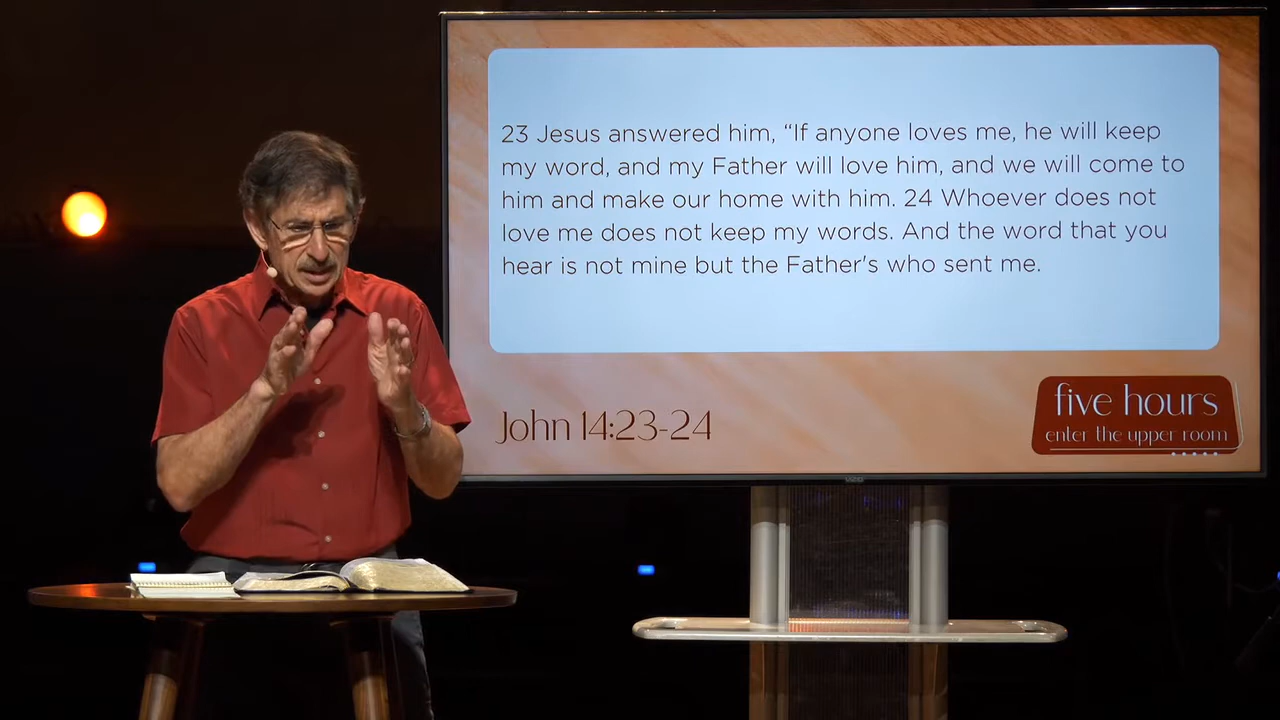 23 Jesus answered him, “If anyone loves me, he will keep
my word, and my Father will love him, and we will come to
him and make our home with him. 24 Whoever does not
love me does not keep my words. And the word that you
hear is not mine but the Father's who sent me.
John 14:23-24
five hours
enter the upper room